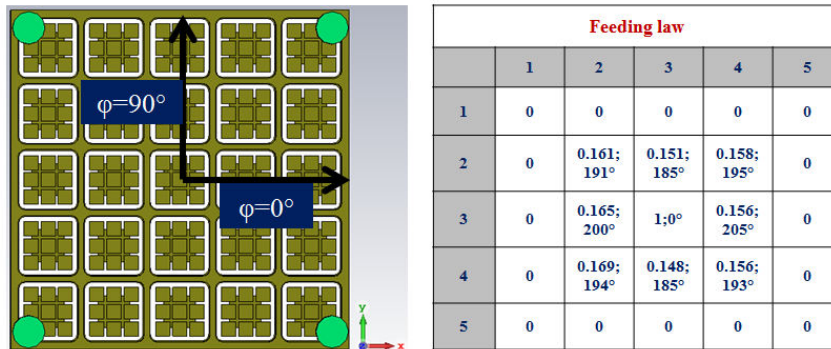 φ=90°
φ=0°
y
x
Feeding law
1 2 3 4 5
1 0 0 0 0 0
2 0 0.161; 191° 0.151; 185° 0.158; 195° 0
3 0 0.165; 200° 1;0° 0.156; 205° 0
4 0 0.169; 194° 0.148; 185° 0.156; 193° 0
5 0 0 0 0 0